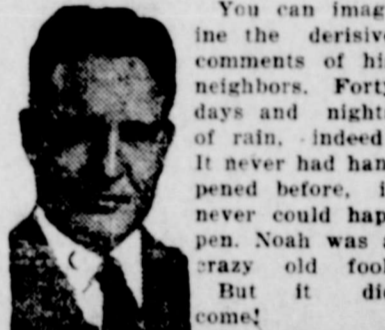 You can imag-
ine the derisive
comments of his
neighbors. Forty
days and nights
of rain, indeed
It never had hap-
pened before, i
never could hap-
pen. Noah was a
crazy old fool
But it did
come!